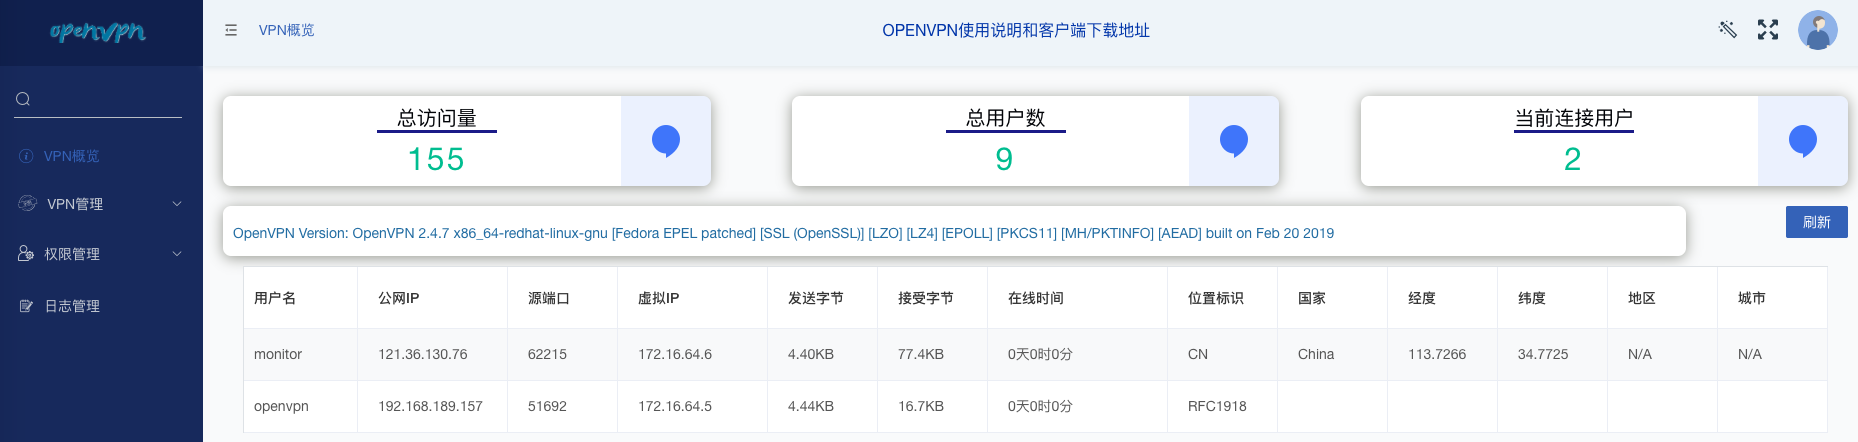 openvpn
VPN概览
OPENVPN使用说明和客户端下载地址
VPN概览
VPN管理
权限管理
日志管理
总访问量
155
总用户数
9
当前连接用户
2
OpenVPN Version: OpenVPN 2.4.7 x86_64-redhat-linux-gnu [Fedora EPEL patched] [SSL (OpenSSL)] [LZO] [LZ4] [EPOLL] [PKCS11] [MH/PKTINFO] [AEAD] built on Feb 20 2019
刷新
用户名 公网IP 源端口 虚拟IP 发送字节 接受字节 在线时间 位置标识 国家 经度 纬度 地区 城市
monitor 121.36.130.76 62215 172.16.64.6 4.40KB 77.4KB 0天0时0分 CN China 113.7266 34.7725 N/A N/A
openvpn 192.168.189.157 51692 172.16.64.5 4.44KB 16.7KB 0天0时0分 RFC1918